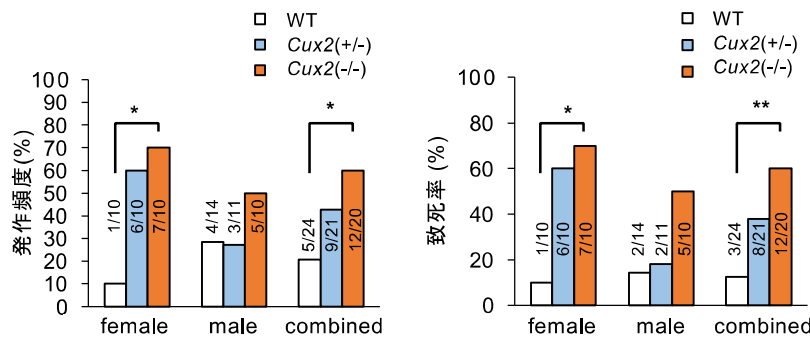 WT
Cux2(+/-)
Cux2(-/-)
発作頻度(%)
100
90
80
70
60
50
40
30
20
10
0
*
*
1/10
6/10
7/10
4/14
3/11
5/10
5/24
9/21
12/20
female
male
combined
WT
Cux2(+/-)
Cux2(-/-)
致死率 (%)
100
80
60
40
20
0
*
**
1/10
6/10
7/10
2/14
2/11
5/10
3/24
8/21
12/20
female
male
combined